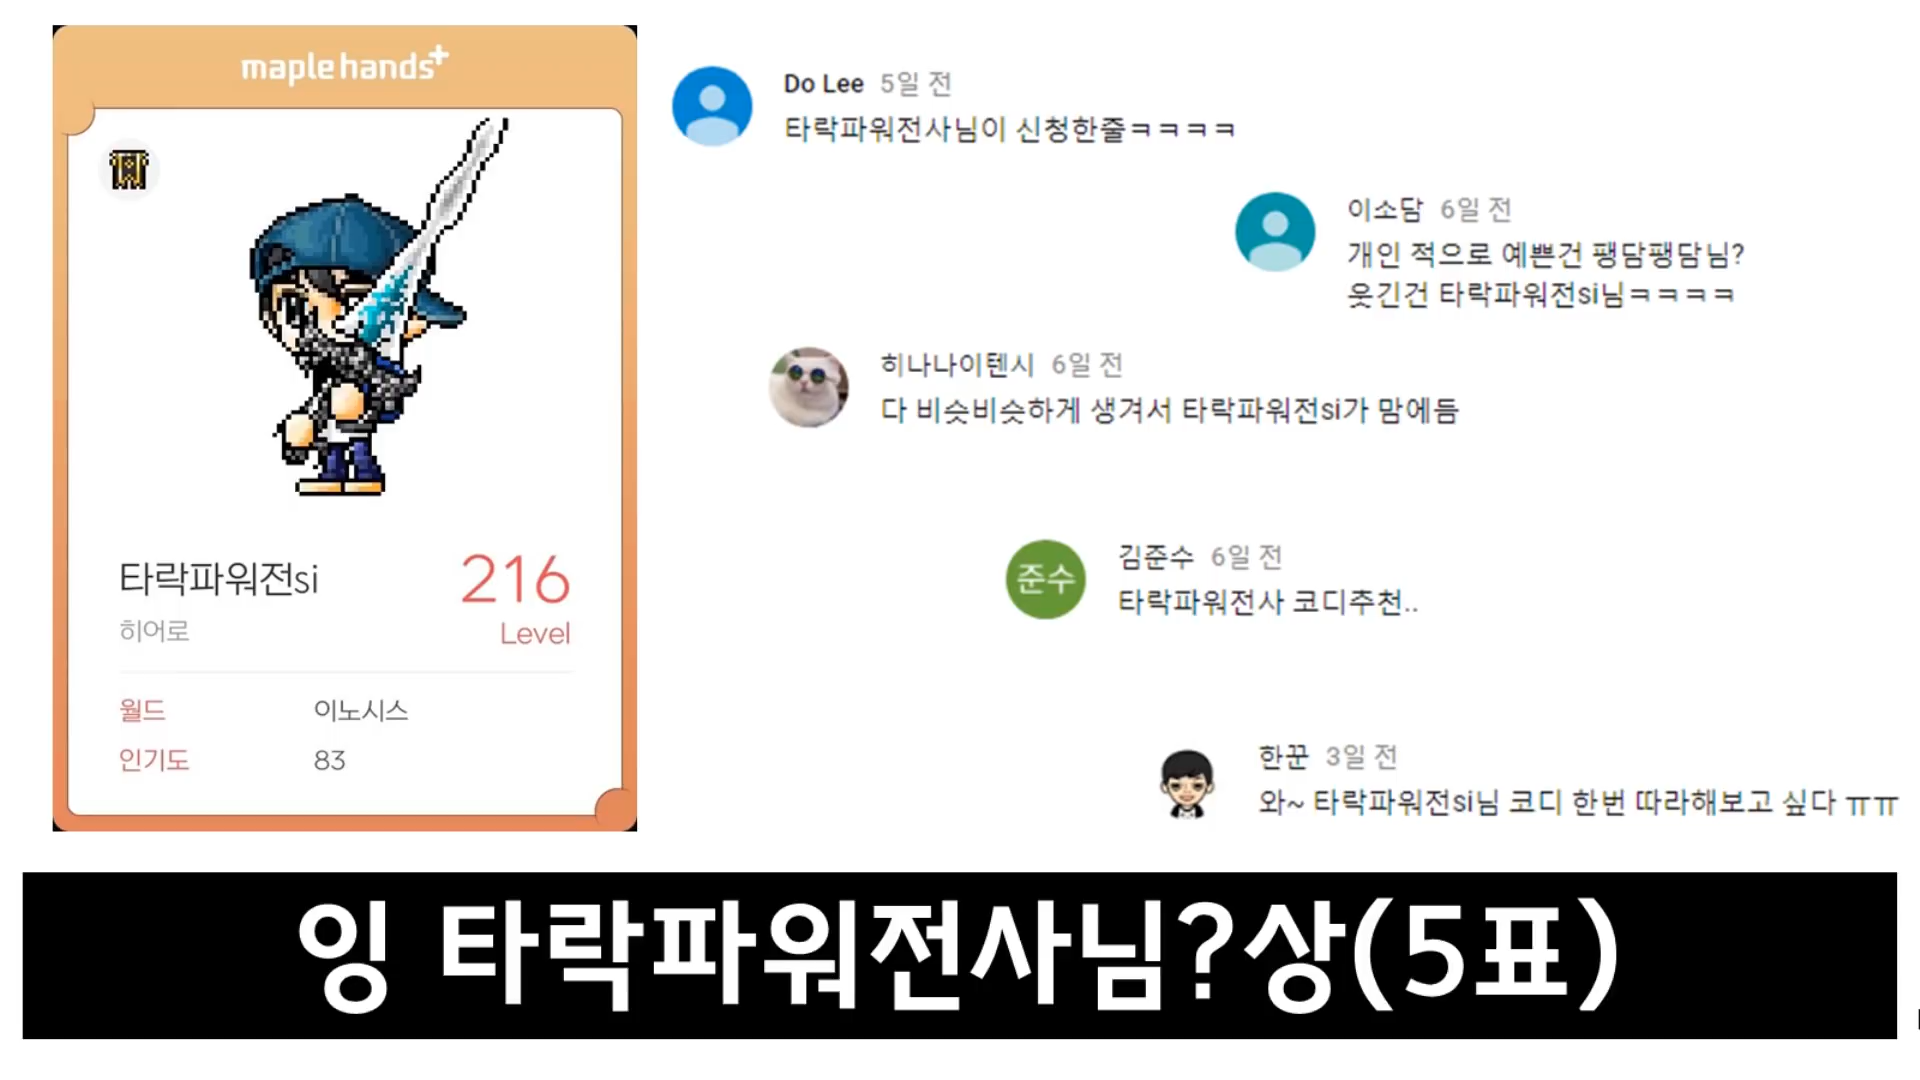 maple hands+
타락파워전si
216
히어로
Level
월드 이노시스
인기도 83
Do Lee 5일 전
타락파워전사님이 신청한줄ㅋㅋㅋㅋ
이소담 6일 전
개인 적으로 예쁜건 팽담팽담님?
웃긴건 타락파워전si님ㅋㅋㅋㅋ
히나나이텐시 6일 전
다 비슷비슷하게 생겨서 타락파워전si가 맘에듬
준수
김준수 6일 전
타락파워전사 코디추천..
한꾼 3일 전
와~ 타락파워전si님 코디 한번 따라해보고 싶다 ㅠㅠ
잉 타락파워전사님?상(5표)